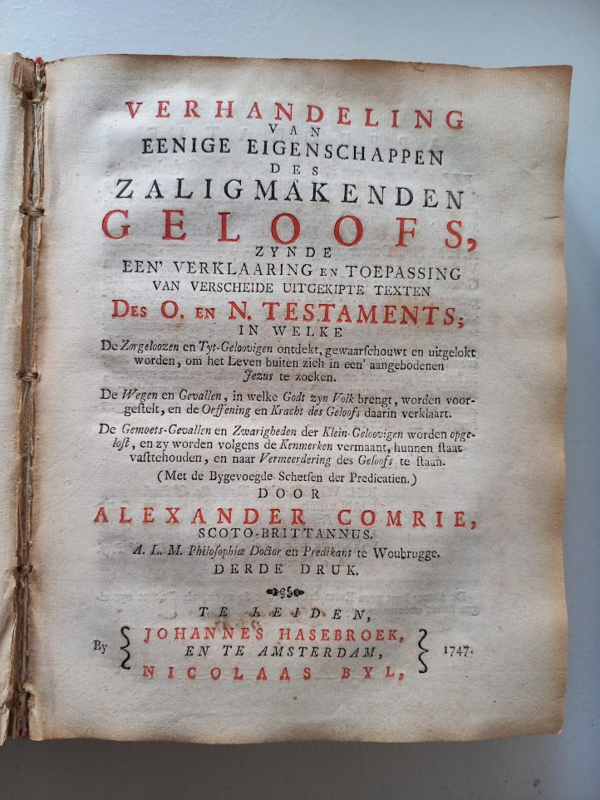 VERHANDELING
VAN
EENIGE EIGENSCHAPPEN
DES
ZALIGMAKENDEN
GELOOFS,
ZYNDE
EEN' VERKLAARING EN TOEPASSING
VAN VERSCHEIDE UITGEKIPTE TEXTEN
DES O. EN N. TESTAMENTS;
IN WELKE
De Zorgeloozen en Tyt-Geloovigen ontdekt, gewaarschouwt en uitgelokt
worden, om het Leven buiten zich in een' aangebodenen
Jezus te zoeken.
De Wegen en Gevallen, in welke Godt zyn Volk brengt, worden voor-
gestelt, en de Oeffening en Kracht des Geloofs daarin verklaart.
De Gemoets-Gevallen en Zwarigheden der Klein-Geloovigen worden opge-
lost, en zy worden volgens de Kenmerken vermaant, hunnen staat
vasttehouden, en naar Vermeerdering des Geloofs te staan.
(Met de Bygevoegde Schetsen der Predicatien.)
DOOR
ALEXANDER COMRIE,
SCOTO-BRITTANNUS.
A. L. M. Philosophiæ Doctor en Predikant te Woubrugge.
DERDE DRUK.
TE LEIDEN,
By JOHANNES HASEBROEK,
EN TE AMSTERDAM, 1747.
NICOLAAS BYL,